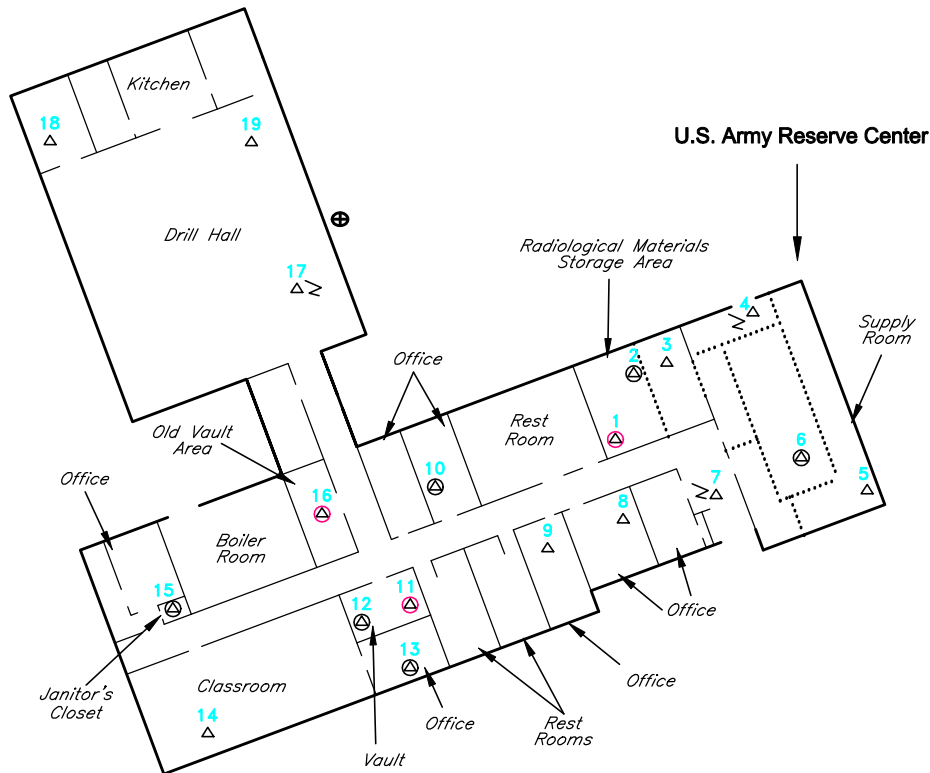 Kitchen
18
19
U.S. Army Reserve Center
Drill Hall
Radiological Materials
Storage Area
17
4
Supply
Room
Office
3
2
Rest
Room
1
Old Vault
Area
6
10
5
Office
7
16
8
Boiler
Room
9
15
11
12
Office
13
Janitor's
Closet
Classroom
Office
14
Office
Rest
Rooms
Vault